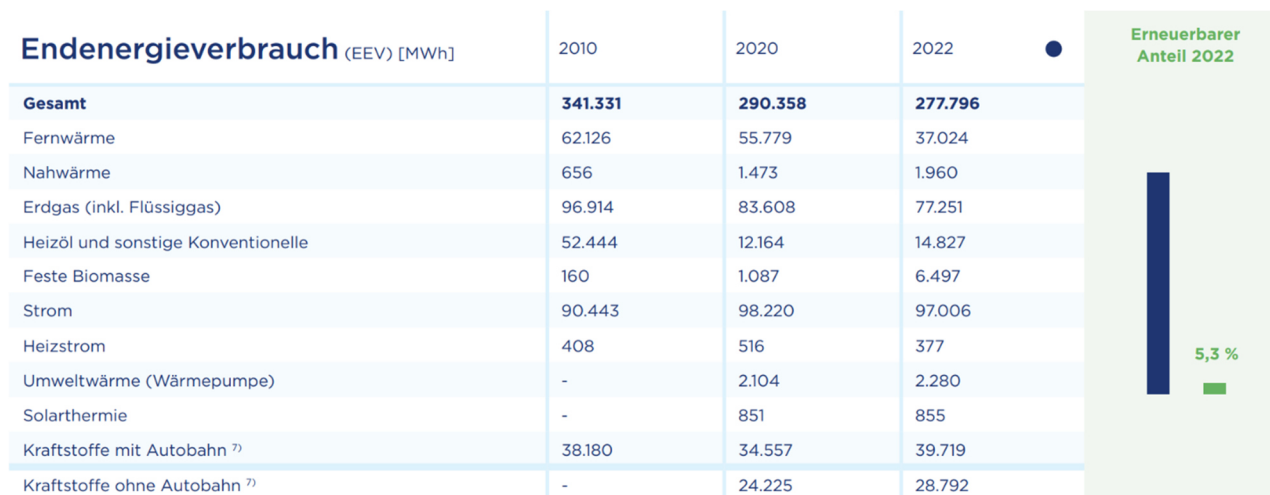 Endenergieverbrauch (EEV) [MWh] 2010 2020 2022
Erneuerbarer
Anteil 2022
Gesamt 341.331 290.358 277.796
Fernwärme 62.126 55.779 37.024
Nahwärme 656 1.473 1.960
Erdgas (inkl. Flüssiggas) 96.914 83.608 77.251
Heizöl und sonstige Konventionelle 52.444 12.164 14.827
Feste Biomasse 160 1.087 6.497
Strom 90.443 98.220 97.006
Heizstrom 408 516 377
5,3 %
Umweltwärme (Wärmepumpe) - 2.104 2.280
Solarthermie - 851 855
Kraftstoffe mit Autobahn 7) 38.180 34.557 39.719
Kraftstoffe ohne Autobahn 7) - 24.225 28.792